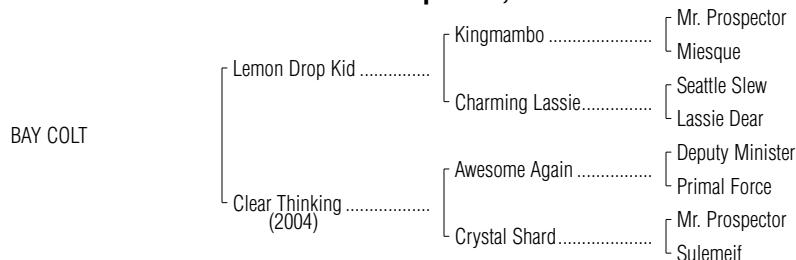 Mr. Prospector
Kingmambo ....................
Miesque
Lemon Drop Kid ...............
Seattle Slew
Charming Lassie..............
Lassie Dear
BAY COLT
Deputy Minister
Awesome Again ...............
Primal Force
Clear Thinking .................
(2004)
Mr. Prospector
Crystal Shard..................
Sulemeif